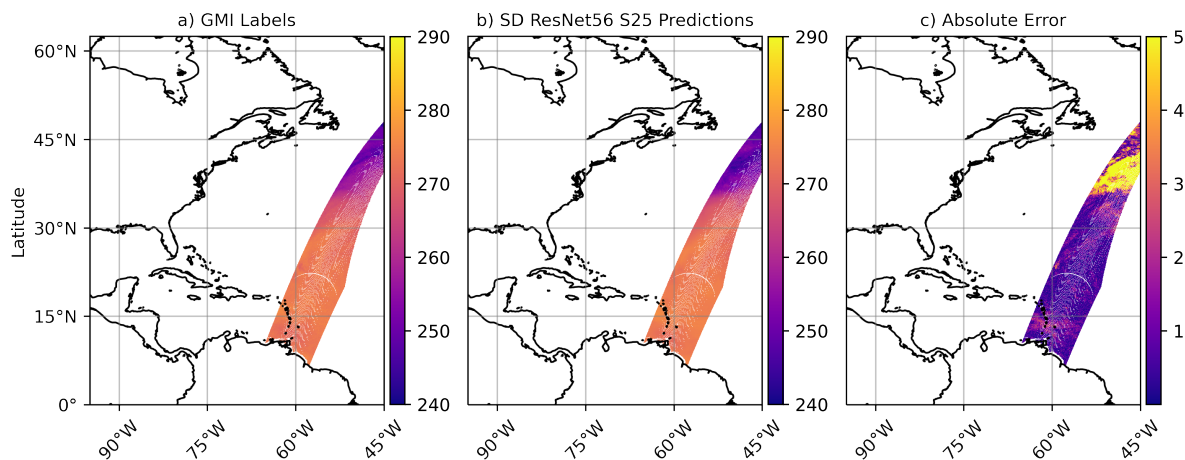 a) GMI Labels
b) SD ResNet56 S25 Predictions
c) Absolute Error
Latitude
60°N
45°N
30°N
15°N
0°
90°W
75°W
60°W
45°W
290
280
270
260
250
240
90°W
75°W
60°W
45°W
290
280
270
260
250
240
90°W
75°W
60°W
45°W
5
4
3
2
1